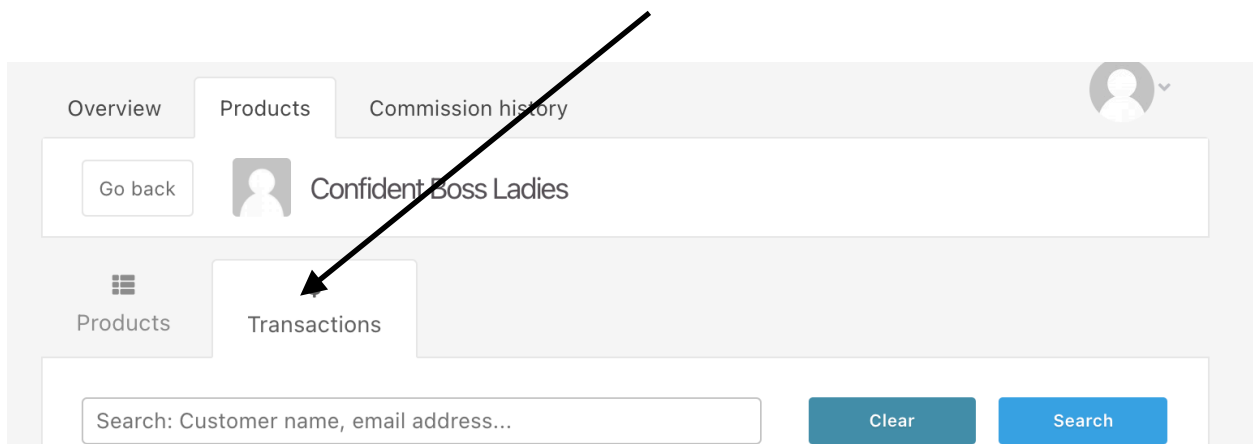 Overview Products Commission history
Go back Confident Boss Ladies
Products Transactions
Search: Customer name, email address... Clear Search